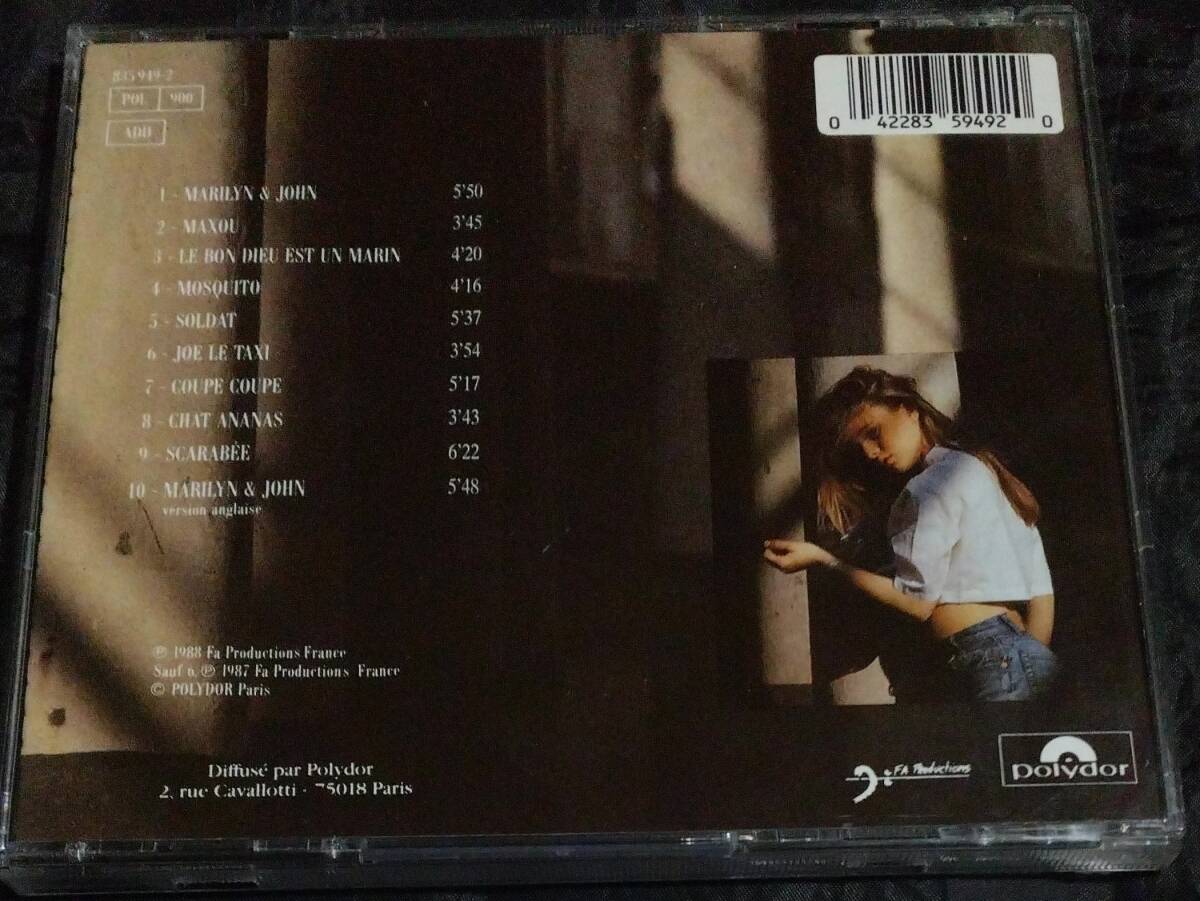 835 949-2
POL 900
ADD
0 42283 59492 0
1 - MARILYN & JOHN 5'50
2 - MAXOU 3'45
3 - LE BON DIEU EST UN MARIN 4'20
4 - MOSQUITO 4'16
5 - SOLDAT 5'37
6 - JOE LE TAXI 3'54
7 - COUPE COUPE 5'17
8 - CHAT ANANAS 3'43
9 - SCARABÉE 6'22
10 - MARILYN & JOHN 5'48
version anglaise
℗ 1988 Fa Productions France
Sauf 6, ℗ 1987 Fa Productions France
© POLYDOR Paris
Diffusé par Polydor
2, rue Cavallotti - 75018 Paris
FA Productions
polydor